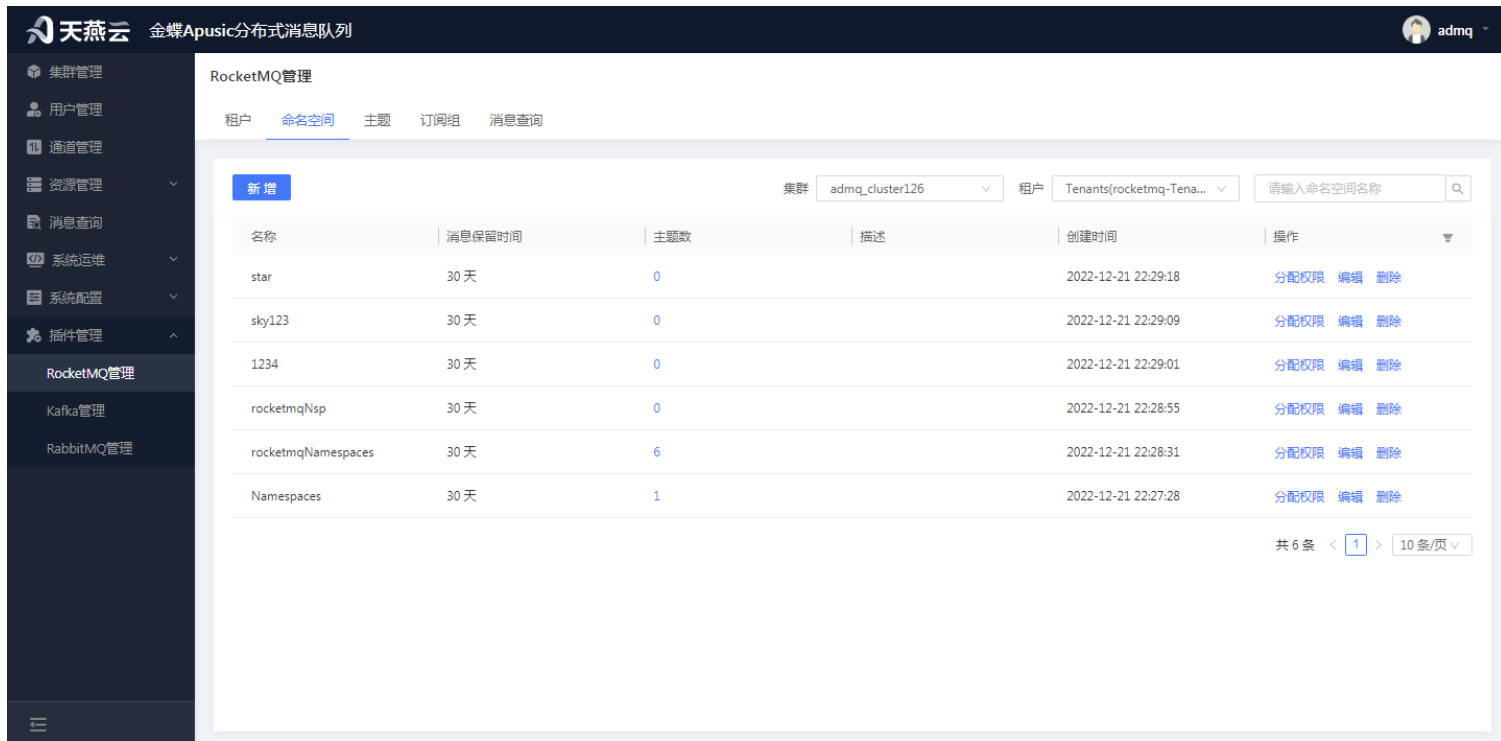 天燕云 金蝶Apusic分布式消息队列 admq
集群管理
用户管理
通道管理
资源管理
消息查询
系统运维
系统配置
插件管理
RocketMQ管理
Kafka管理
RabbitMQ管理
RocketMQ管理
租户 命名空间 主题 订阅组 消息查询
新增 集群 admq_cluster126 租户 Tenants(rocketmq-Tena... 请输入命名空间名称
名称 消息保留时间 主题数 描述 创建时间 操作
star 30 天 0 2022-12-21 22:29:18 分配权限 编辑 删除
sky123 30 天 0 2022-12-21 22:29:09 分配权限 编辑 删除
1234 30 天 0 2022-12-21 22:29:01 分配权限 编辑 删除
rocketmqNsp 30 天 0 2022-12-21 22:28:55 分配权限 编辑 删除
rocketmqNamespaces 30 天 6 2022-12-21 22:28:31 分配权限 编辑 删除
Namespaces 30 天 1 2022-12-21 22:27:28 分配权限 编辑 删除
共 6 条 < 1 > 10 条/页